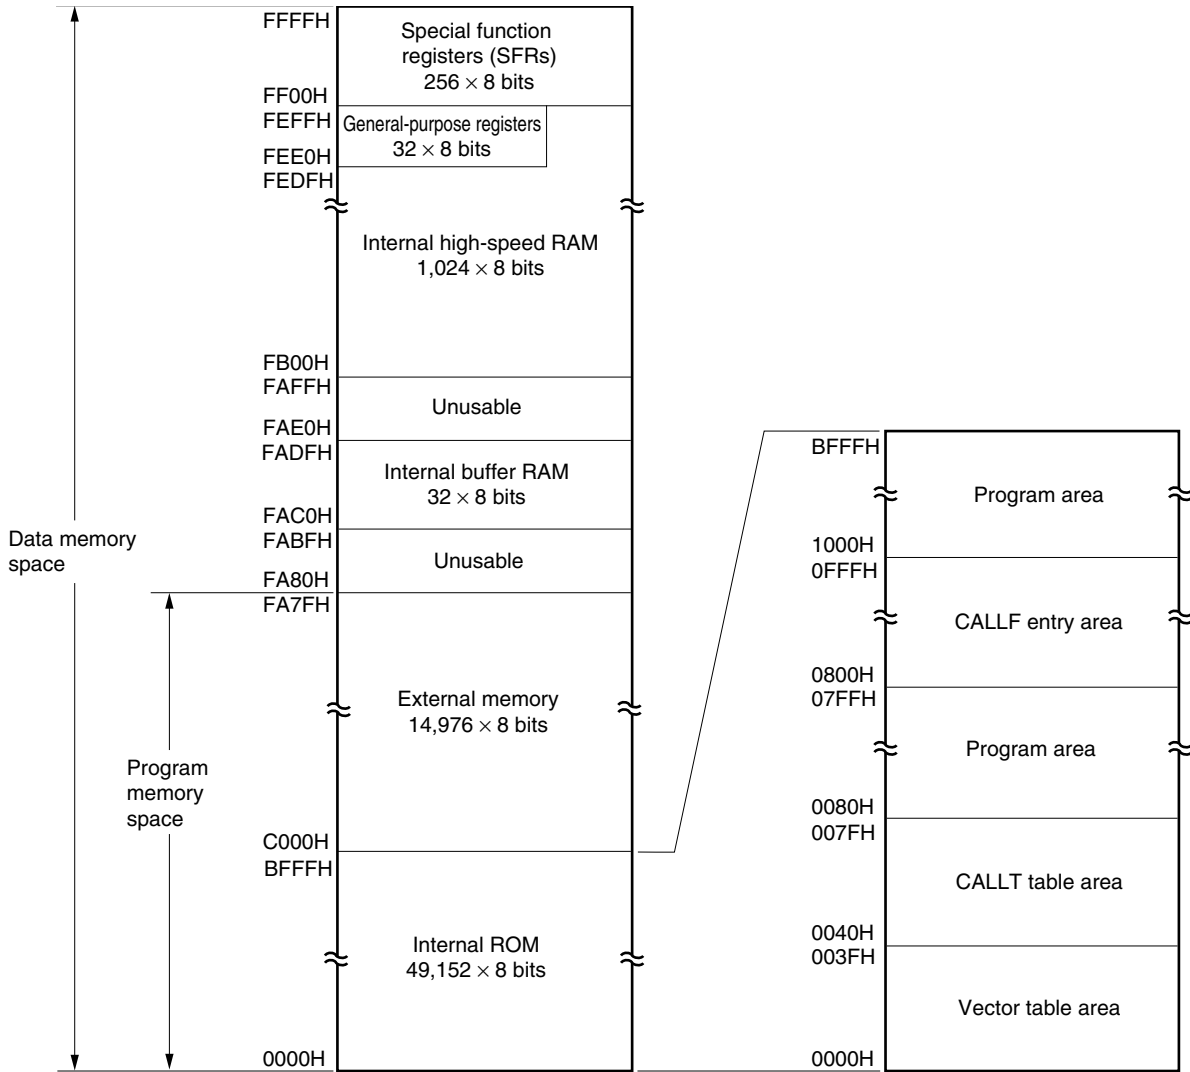 FFFFH
Special function
registers (SFRs)
256 × 8 bits
FF00H
FEFFH
General-purpose registers
32 × 8 bits
FEE0H
FEDFH
Internal high-speed RAM
1,024 × 8 bits
FB00H
FAFFH
Unusable
FAE0H
FADFH
Internal buffer RAM
32 × 8 bits
FAC0H
FABFH
Unusable
FA80H
FA7FH
Data memory
space
External memory
14,976 × 8 bits
Program
memory
space
C000H
BFFFH
Internal ROM
49,152 × 8 bits
0000H
BFFFH
Program area
1000H
0FFFH
CALLF entry area
0800H
07FFH
Program area
0080H
007FH
CALLT table area
0040H
003FH
Vector table area
0000H